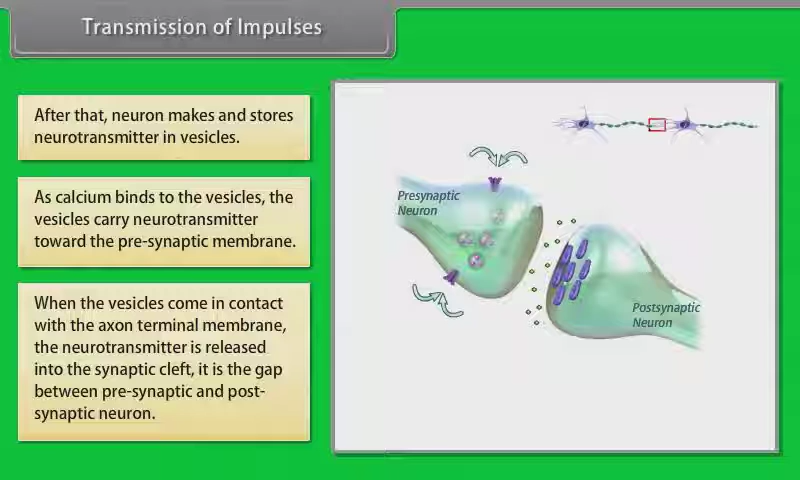 Transmission of Impulses
After that, neuron makes and stores
neurotransmitter in vesicles.
As calcium binds to the vesicles, the
vesicles carry neurotransmitter
toward the pre-synaptic membrane.
When the vesicles come in contact
with the axon terminal membrane,
the neurotransmitter is released
into the synaptic cleft, it is the gap
between pre-synaptic and post-
synaptic neuron.
Presynaptic
Neuron
Postsynaptic
Neuron